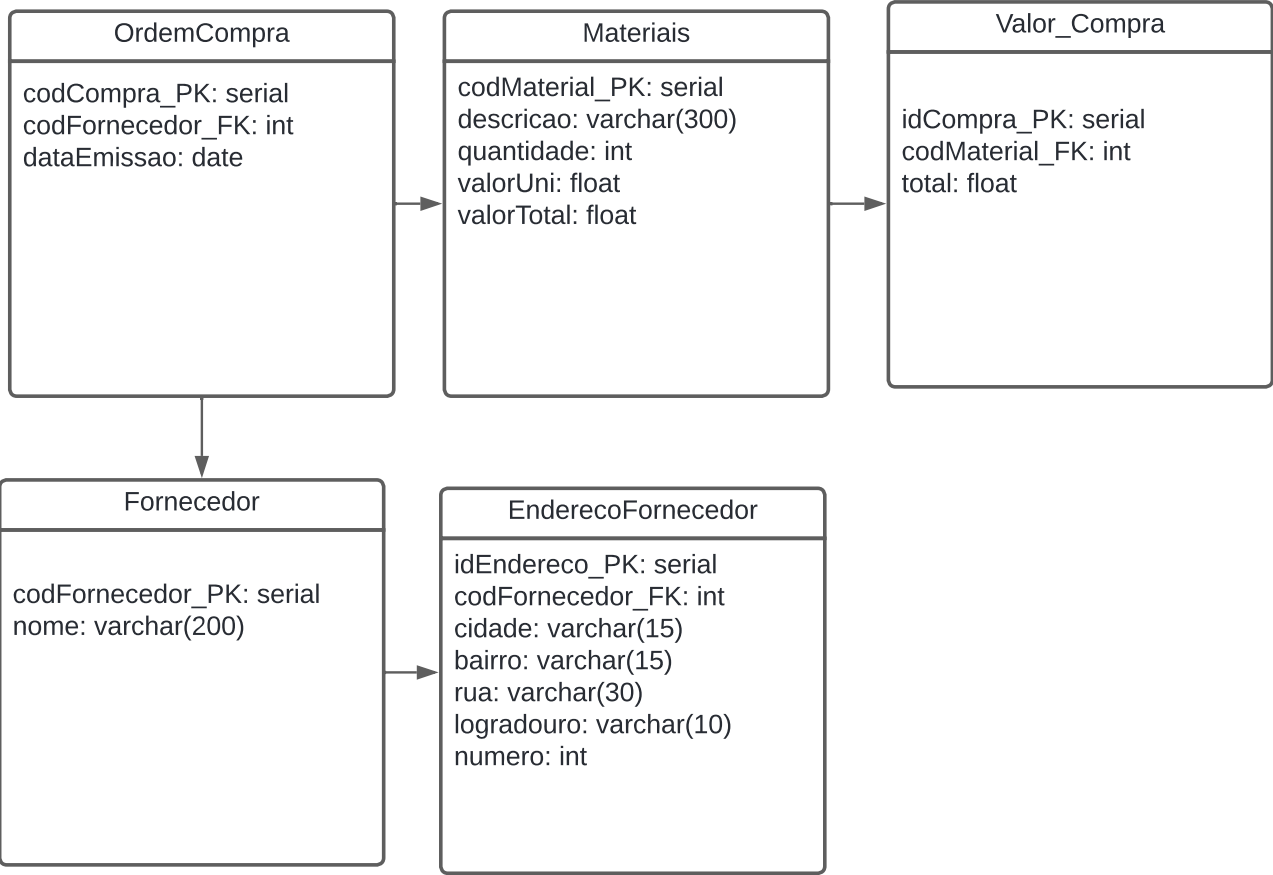 OrdemCompra
codCompra_PK: serial
codFornecedor_FK: int
dataEmissao: date
Materiais
codMaterial_PK: serial
descricao: varchar(300)
quantidade: int
valorUni: float
valorTotal: float
Valor_Compra
idCompra_PK: serial
codMaterial_FK: int
total: float
Fornecedor
codFornecedor_PK: serial
nome: varchar(200)
EnderecoFornecedor
idEndereco_PK: serial
codFornecedor_FK: int
cidade: varchar(15)
bairro: varchar(15)
rua: varchar(30)
logradouro: varchar(10)
numero: int